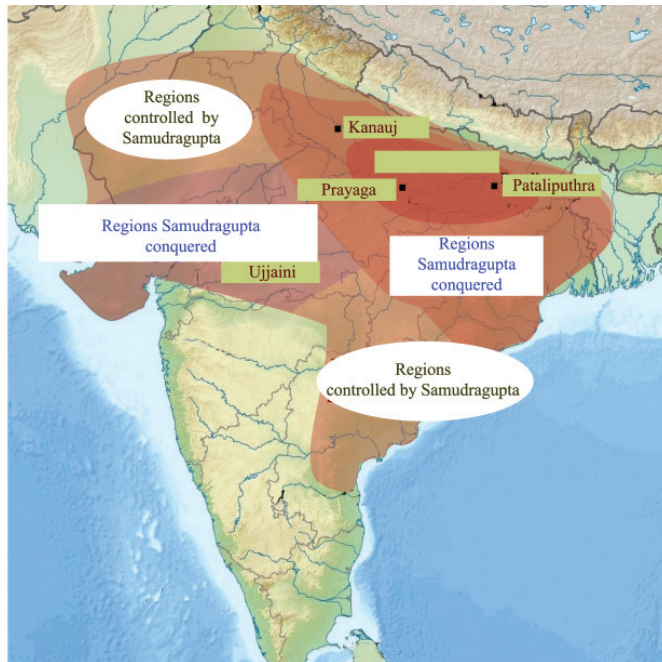 Regions
controlled by
Samudragupta
Kanauj
Prayaga
Pataliputhra
Regions Samudragupta
conquered
Regions
Samudragupta
conquered
Ujjaini
Regions
controlled by Samudragupta